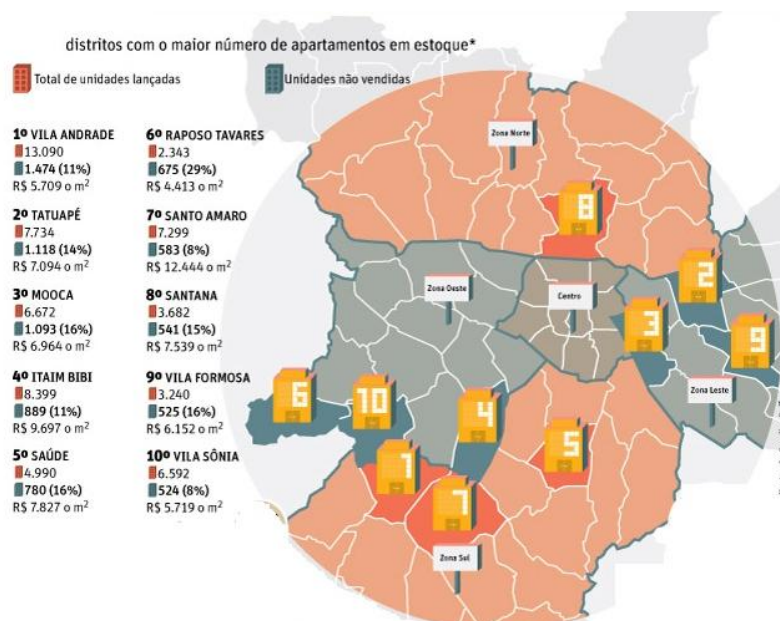 distritos com o maior número de apartamentos em estoque*
Total de unidades lançadas
Unidades não vendidas
1º VILA ANDRADE
13.090
1.474 (11%)
R$ 5.709 o m²
2º TATUAPÉ
7.734
1.118 (14%)
R$ 7.094 o m²
3º MOOCA
6.672
1.093 (16%)
R$ 6.964 o m²
4º ITAIM BIBI
8.399
889 (11%)
R$ 9.697 o m²
5º SAÚDE
4.990
780 (16%)
R$ 7.827 o m²
6º RAPOSO TAVARES
2.343
675 (29%)
R$ 4.413 o m²
7º SANTO AMARO
7.299
583 (8%)
R$ 12.444 o m²
8º SANTANA
3.682
541 (15%)
R$ 7.539 o m²
9º VILA FORMOSA
3.240
525 (16%)
R$ 6.152 o m²
10º VILA SÔNIA
6.592
524 (8%)
R$ 5.719 o m²
Zona Norte
8
2
Zona Oeste
Centro
3
9
6
10
4
Zona Leste
5
1
7
Zona Sul